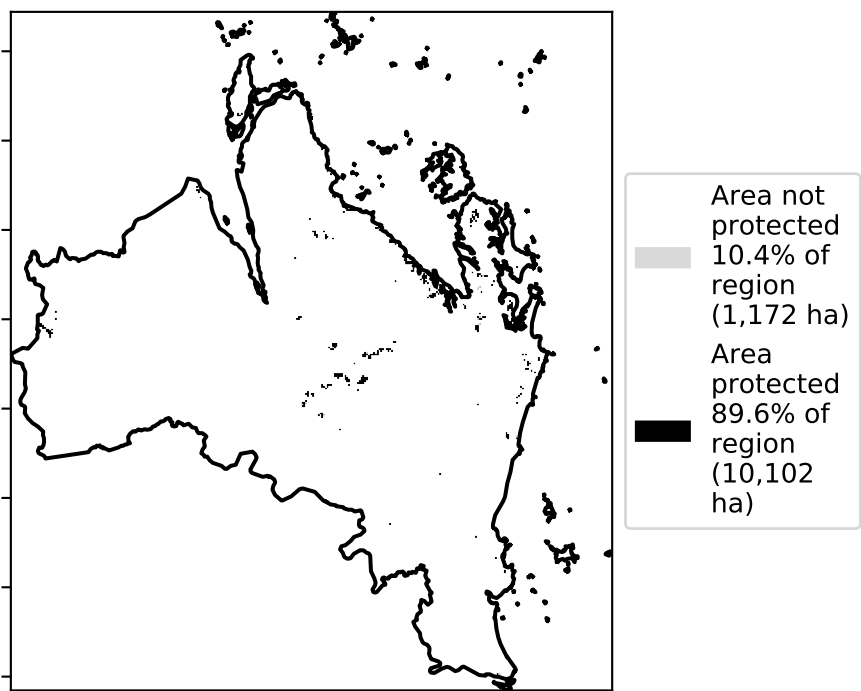 Area not
protected
10.4% of
region
(1,172 ha)
Area
protected
89.6% of
region
(10,102
ha)